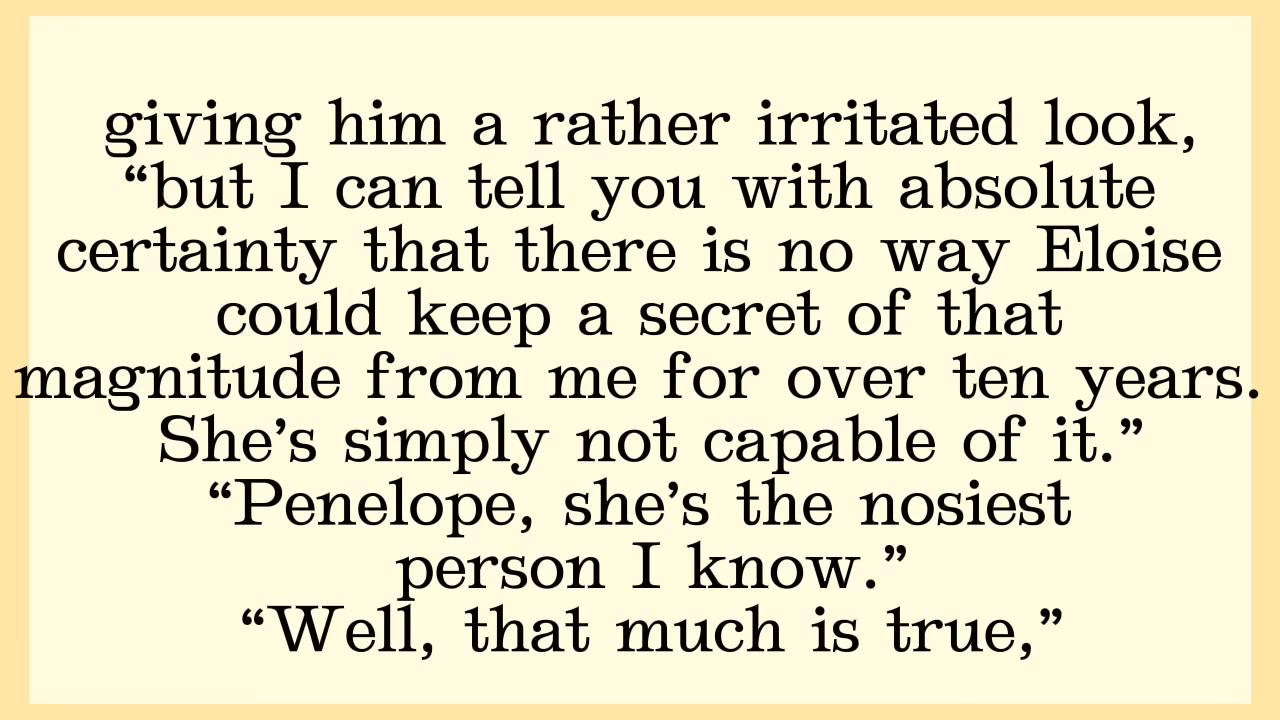 giving him a rather irritated look,
“but I can tell you with absolute
certainty that there is no way Eloise
could keep a secret of that
magnitude from me for over ten years.
She’s simply not capable of it.”
“Penelope, she’s the nosiest
person I know.”
“Well, that much is true,”